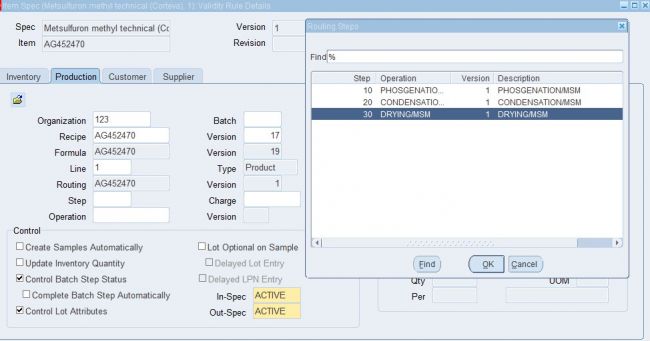 Item Spec (Metsulfuron methyl technical (Corteva), 1): Validity Rule Details
Spec Metsulfuron methyl technical (Co Version 1
Item AG452470 Revision
Inventory Production Customer Supplier
Organization 123 Batch
Recipe AG452470 Version 17
Formula AG452470 Version 19
Line 1 Type Product
Routing AG452470 Version 1
Step Charge
Operation Version
Control
Create Samples Automatically Lot Optional on Sample
Update Inventory Quantity Delayed Lot Entry
Control Batch Step Status Delayed LPN Entry
Complete Batch Step Automatically In-Spec ACTIVE
Control Lot Attributes Out-Spec ACTIVE
Routing Steps
Find %
Step Operation Version Description
10 PHOSGENATIO... 1 PHOSGENATION/MSM
20 CONDENSATIO... 1 CONDENSATION/MSM
30 DRYING/MSM 1 DRYING/MSM
Find OK Cancel
Qty UOM
Per